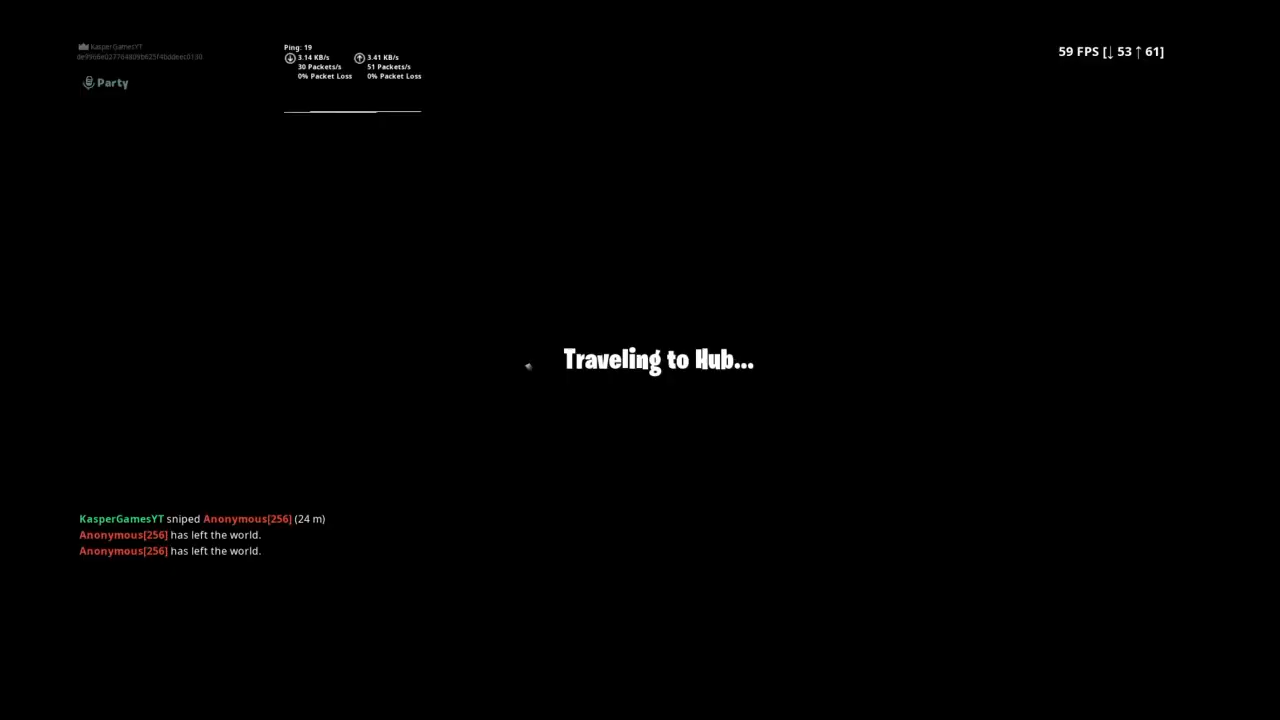 KasperGamesYT
Party
Ping: 19
3.14 KB/s 3.41 KB/s
30 Packets/s 51 Packets/s
0% Packet Loss 0% Packet Loss
59 FPS [↓ 53 ↑ 61]
Traveling to Hub...
KasperGamesYT sniped Anonymous[256] (24 m)
Anonymous[256] has left the world.
Anonymous[256] has left the world.